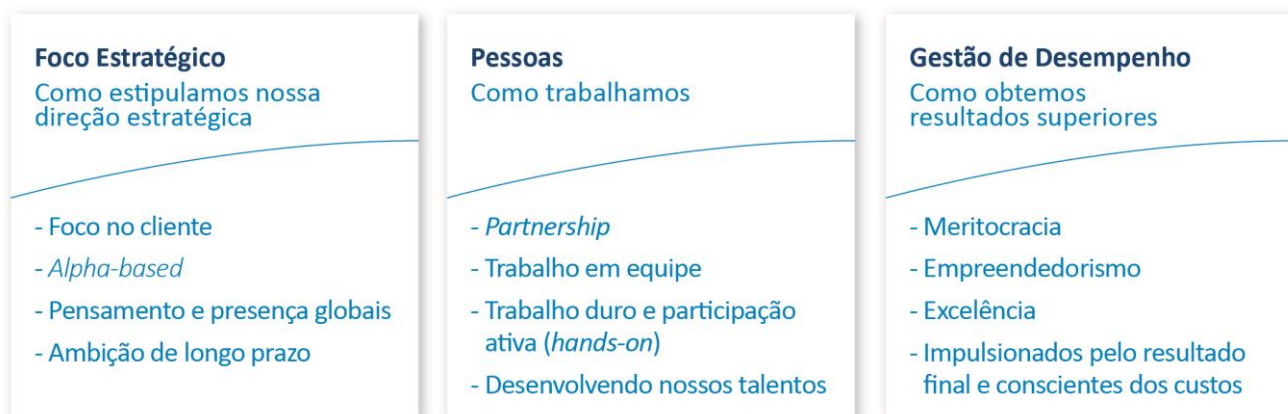 Foco Estratégico
Como estipulamos nossa
direção estratégica
- Foco no cliente
- Alpha-based
- Pensamento e presença globais
- Ambição de longo prazo
Pessoas
Como trabalhamos
- Partnership
- Trabalho em equipe
- Trabalho duro e participação
ativa (hands-on)
- Desenvolvendo nossos talentos
Gestão de Desempenho
Como obtemos
resultados superiores
- Meritocracia
- Empreendedorismo
- Excelência
- Impulsionados pelo resultado
final e conscientes dos custos